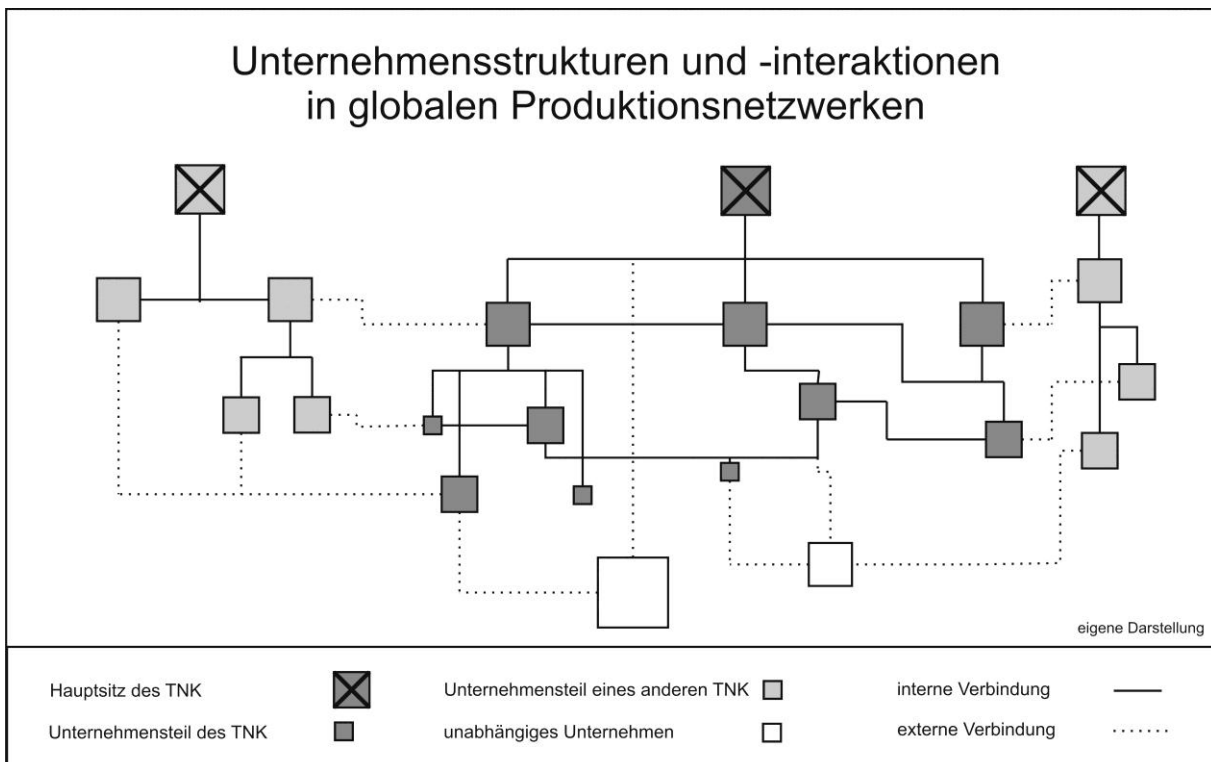 Unternehmensstrukturen und -interaktionen
in globalen Produktionsnetzwerken
eigene Darstellung
Hauptsitz des TNK
Unternehmensteil eines anderen TNK
interne Verbindung
Unternehmensteil des TNK
unabhängiges Unternehmen
externe Verbindung